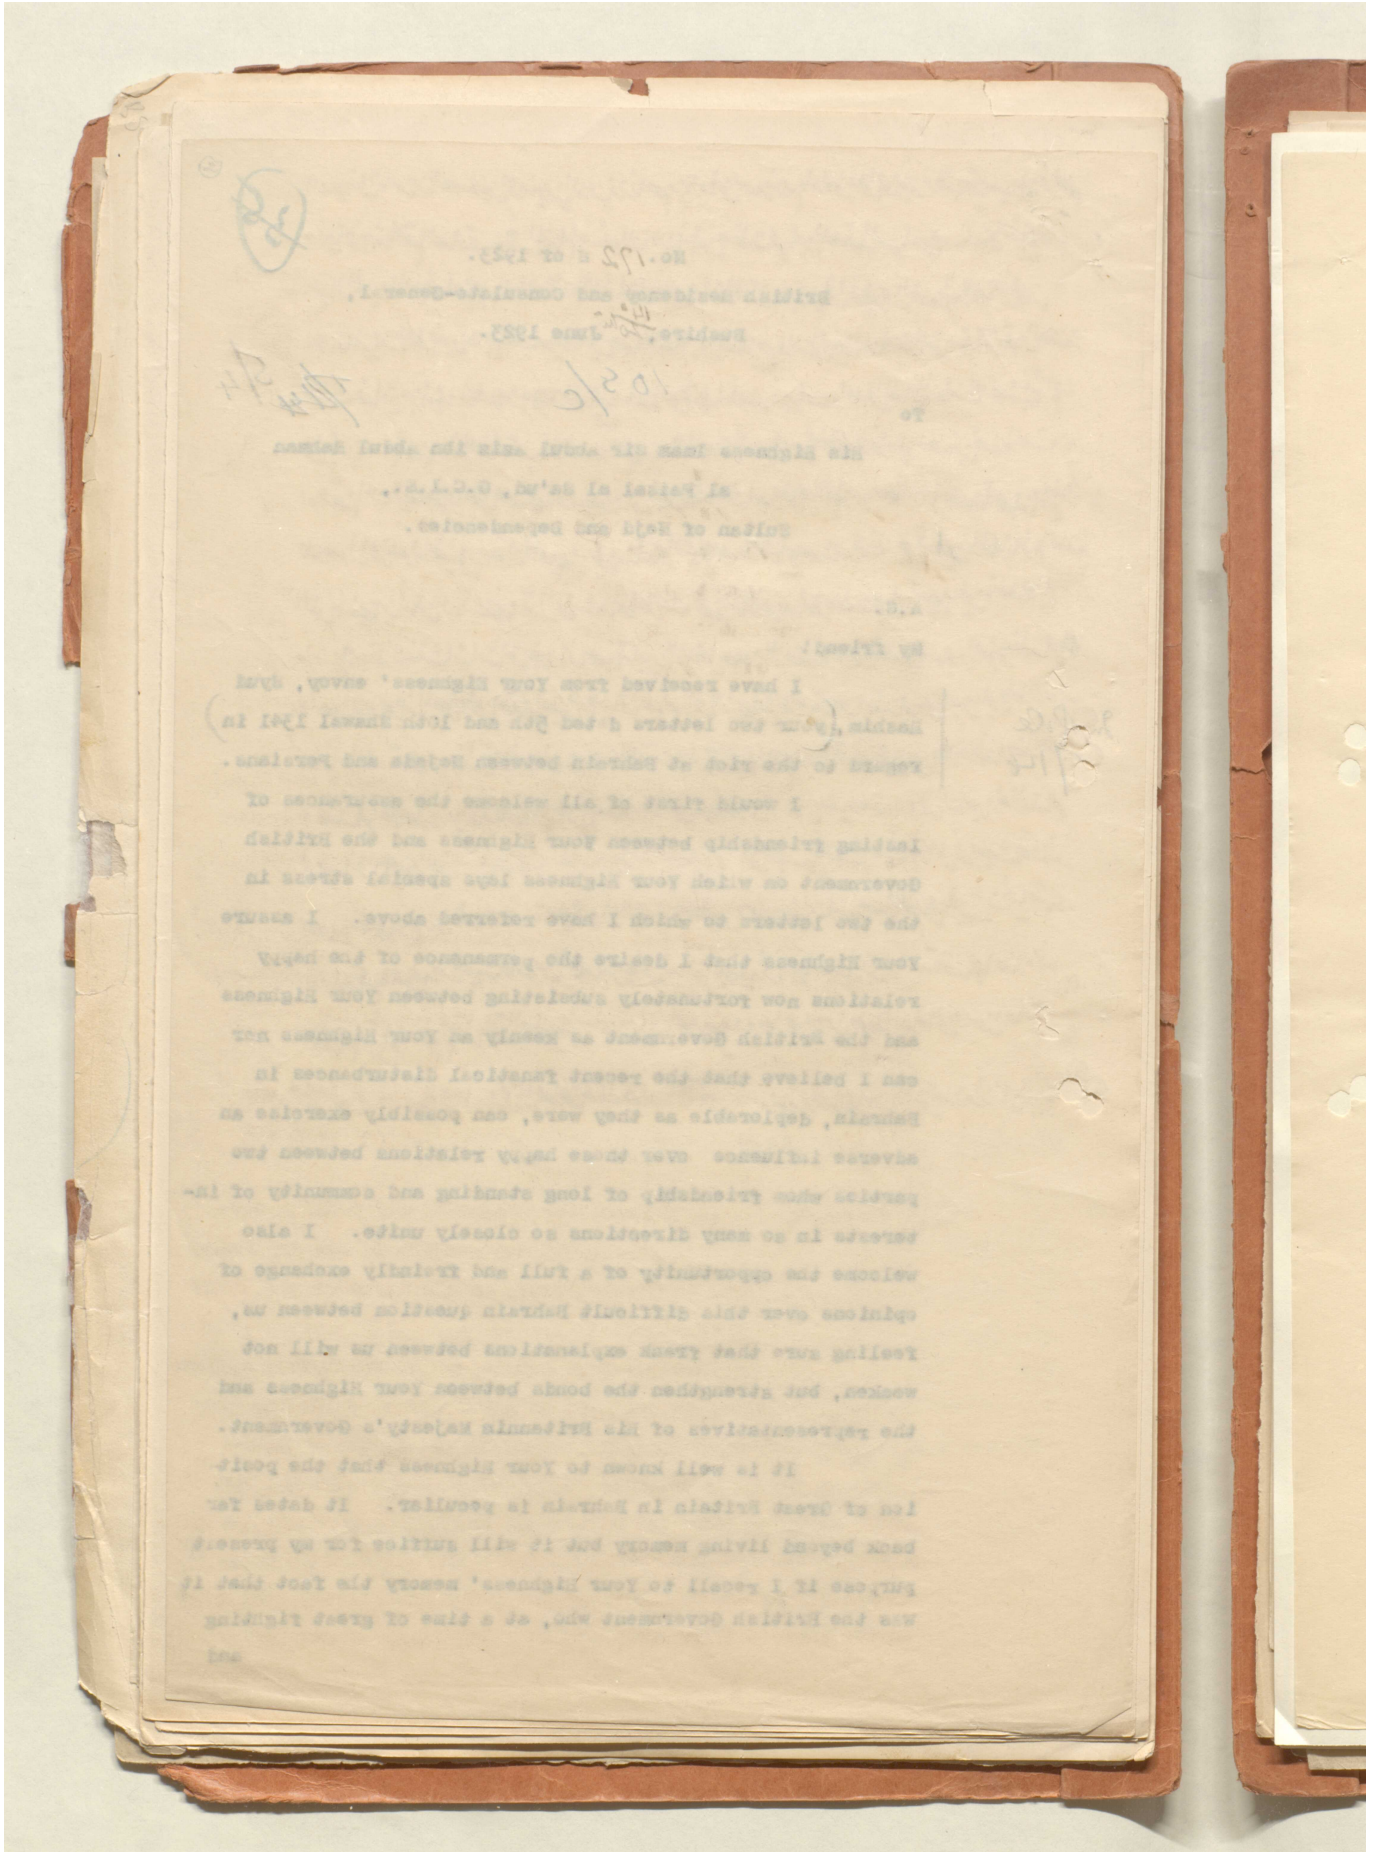 No. 172 S of 1923.
British Residency and Consulate-General,
Bushire, June 1923.
105/6
To
His Highness Imam Sir Abdul Aziz ibn Abdul Rahman
al Faisal al Sa'ud, G.C.I.E.,
Sultan of Najd and Dependencies.
A.C.
My friend!
I have received from Your Highness' envoy, Syud
Hashim, (your two letters dated 5th and 10th Shawal 1341 in)
regard to the riot at Bahrain between Nejdis and Persians.
I would first of all welcome the assurances of
lasting friendship between Your Highness and the British
Government on which Your Highness lays special stress in
the two letters to which I have referred above. I assure
Your Highness that I desire the permanence of the happy
relations now fortunately subsisting between Your Highness
and the British Government as keenly as Your Highness nor
can I believe that the recent fanatical disturbances in
Bahrain, deplorable as they were, can possibly exercise an
adverse influence over those happy relations between two
parties whom friendship of long standing and community of in-
terests in so many directions so closely unite. I also
welcome the opportunity of a full and freindly exchange of
opinions over this difficult Bahrain question between us,
feeling sure that frank explanations between us will not
weaken, but strengthen the bonds between Your Highness and
the representatives of His Britannic Majesty's Government.
It is well known to Your Highness that the posit-
ion of Great Britain in Bahrain is peculiar. It dates far
back beyond living memory but it will suffice for my present
purpose if I recall to Your Highness' memory the fact that it
was the British Government who, at a time of great fighting
and